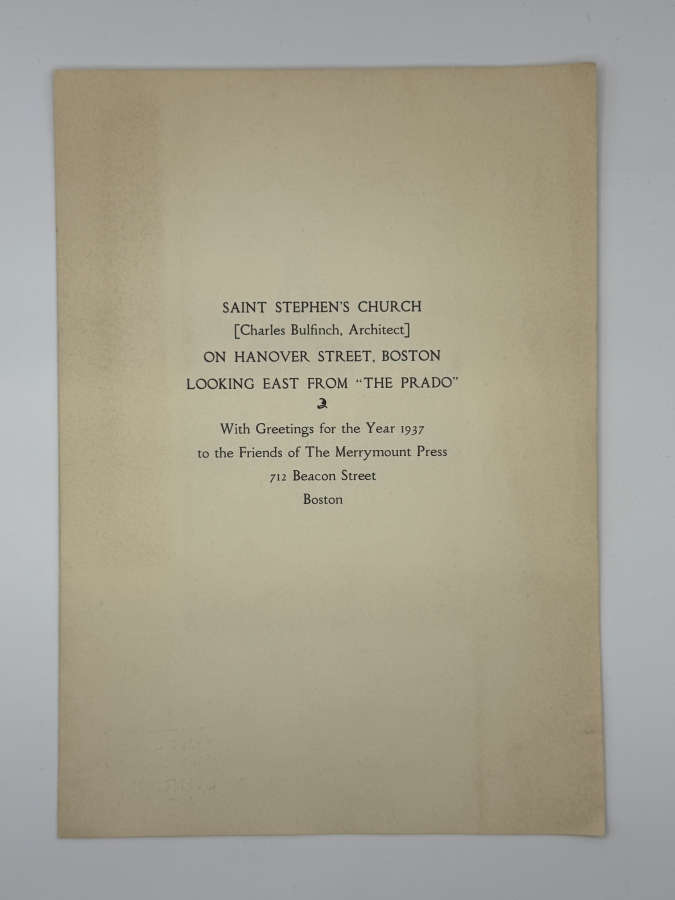 SAINT STEPHEN'S CHURCH
[Charles Bulfinch, Architect]
ON HANOVER STREET, BOSTON
LOOKING EAST FROM “THE PRADO”
With Greetings for the Year 1937
to the Friends of The Merrymount Press
712 Beacon Street
Boston